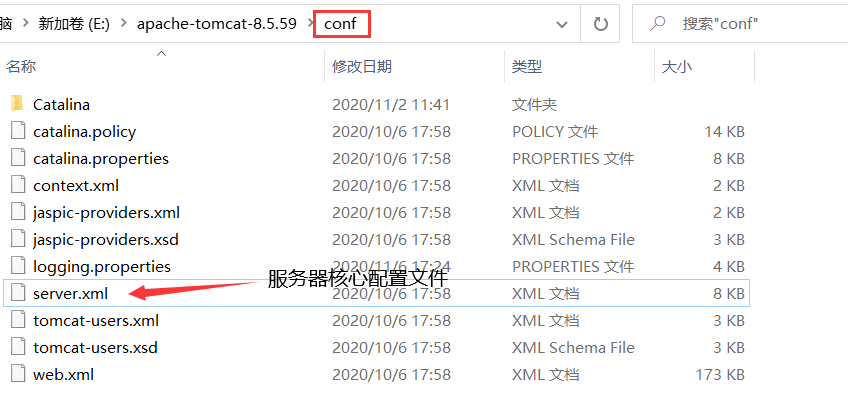 脑 > 新加卷 (E:) > apache-tomcat-8.5.59 > conf 搜索"conf"
名称 修改日期 类型 大小
Catalina 2020/11/2 11:41 文件夹
catalina.policy 2020/10/6 17:58 POLICY 文件 14 KB
catalina.properties 2020/10/6 17:58 PROPERTIES 文件 8 KB
context.xml 2020/10/6 17:58 XML 文档 2 KB
jaspic-providers.xml 2020/10/6 17:58 XML 文档 2 KB
jaspic-providers.xsd 2020/10/6 17:58 XML Schema File 3 KB
logging.properties 2020/11/6 17:24 PROPERTIES 文件 4 KB
服务器核心配置文件
server.xml 2020/10/6 17:58 XML 文档 8 KB
tomcat-users.xml 2020/10/6 17:58 XML 文档 3 KB
tomcat-users.xsd 2020/10/6 17:58 XML Schema File 3 KB
web.xml 2020/10/6 17:58 XML 文档 173 KB